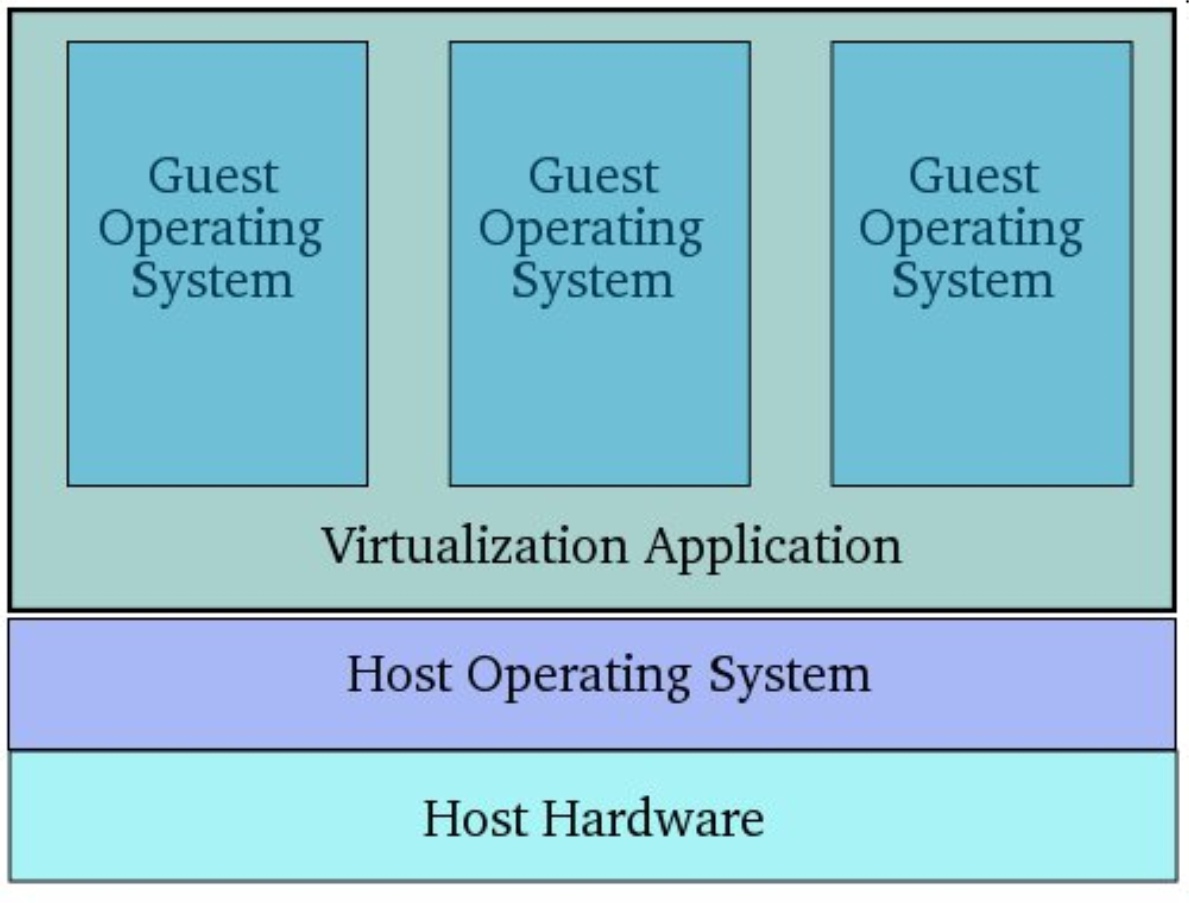 Guest
Operating
System
Guest
Operating
System
Guest
Operating
System
Virtualization Application
Host Operating System
Host Hardware